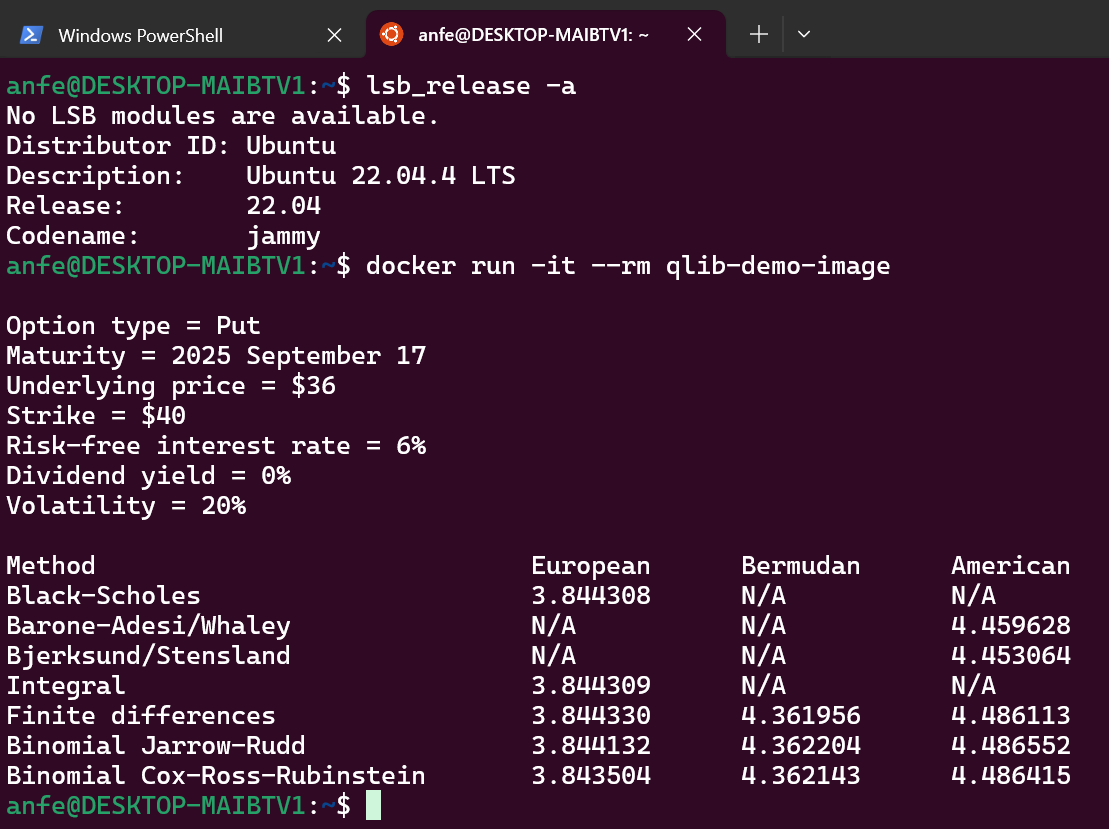 Windows PowerShell
anfe@DESKTOP-MAIBTV1: ~
anfe@DESKTOP-MAIBTV1:~$ lsb_release -a
No LSB modules are available.
Distributor ID: Ubuntu
Description:    Ubuntu 22.04.4 LTS
Release:        22.04
Codename:       jammy
anfe@DESKTOP-MAIBTV1:~$ docker run -it --rm qlib-demo-image
Option type = Put
Maturity = 2025 September 17
Underlying price = $36
Strike = $40
Risk-free interest rate = 6%
Dividend yield = 0%
Volatility = 20%
Method                             European      Bermudan      American
Black-Scholes                      3.844308      N/A           N/A
Barone-Adesi/Whaley                N/A           N/A           4.459628
Bjerksund/Stensland                N/A           N/A           4.453064
Integral                           3.844309      N/A           N/A
Finite differences                 3.844330      4.361956      4.486113
Binomial Jarrow-Rudd               3.844132      4.362204      4.486552
Binomial Cox-Ross-Rubinstein       3.843504      4.362143      4.486415
anfe@DESKTOP-MAIBTV1:~$